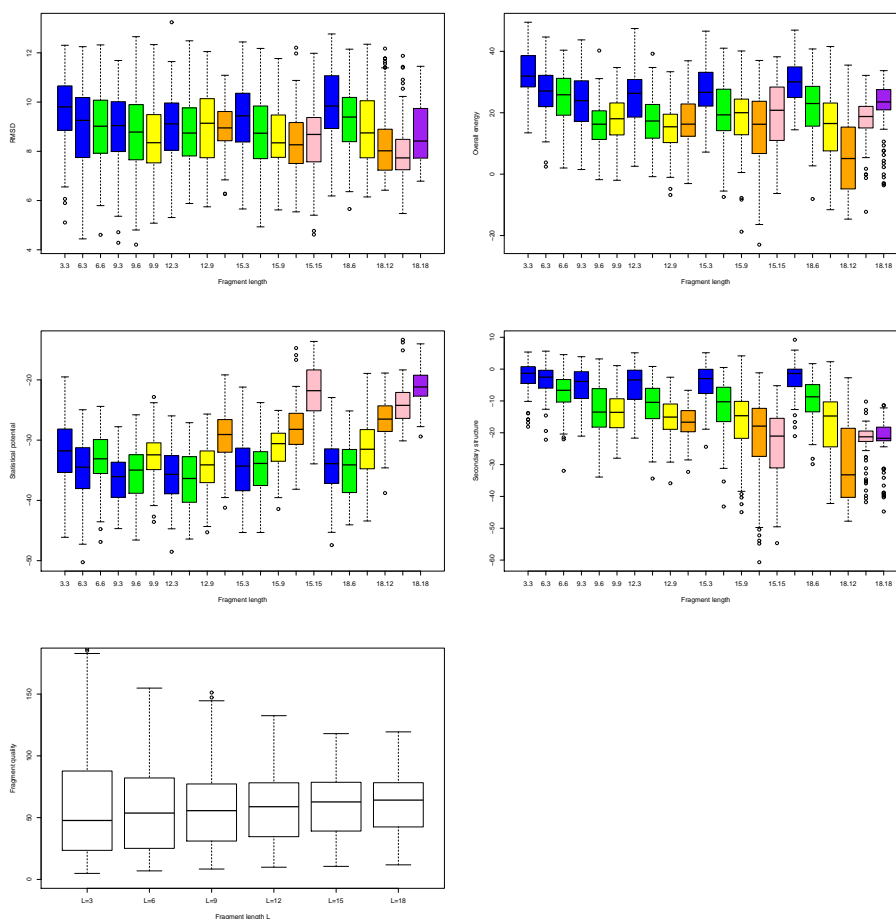 RMSD
12
10
8
6
4
3.3 6.3 6.6 9.3 9.6 9.9 12.3 12.9 15.3 15.9 15.15 18.6 18.12 18.18
Fragment length
Overall energy
40
20
0
−20
3.3 6.3 6.6 9.3 9.6 9.9 12.3 12.9 15.3 15.9 15.15 18.6 18.12 18.18
Fragment length
Statistical potential
−20
−30
−40
−50
3.3 6.3 6.6 9.3 9.6 9.9 12.3 12.9 15.3 15.9 15.15 18.6 18.12 18.18
Fragment length
Secondary structure
10
0
−10
−20
−30
−40
−50
−60
3.3 6.3 6.6 9.3 9.6 9.9 12.3 12.9 15.3 15.9 15.15 18.6 18.12 18.18
Fragment length
Fragment quality
150
100
50
0
L=3 L=6 L=9 L=12 L=15 L=18
Fragment length L